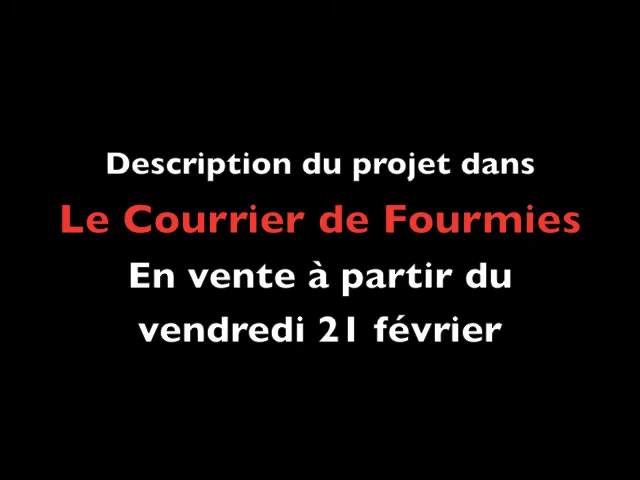 Description du projet dans
Le Courrier de Fourmies
En vente à partir du
vendredi 21 février